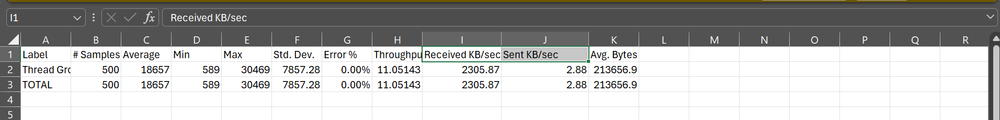 I1 fx Received KB/sec
A B C D E F G H I J K L M N O P Q R
1 Label # Samples Average Min Max Std. Dev. Error % Throughpu Received KB/sec Sent KB/sec Avg. Bytes
2 Thread Gro 500 18657 589 30469 7857.28 0.00% 11.05143 2305.87 2.88 213656.9
3 TOTAL 500 18657 589 30469 7857.28 0.00% 11.05143 2305.87 2.88 213656.9
4
5